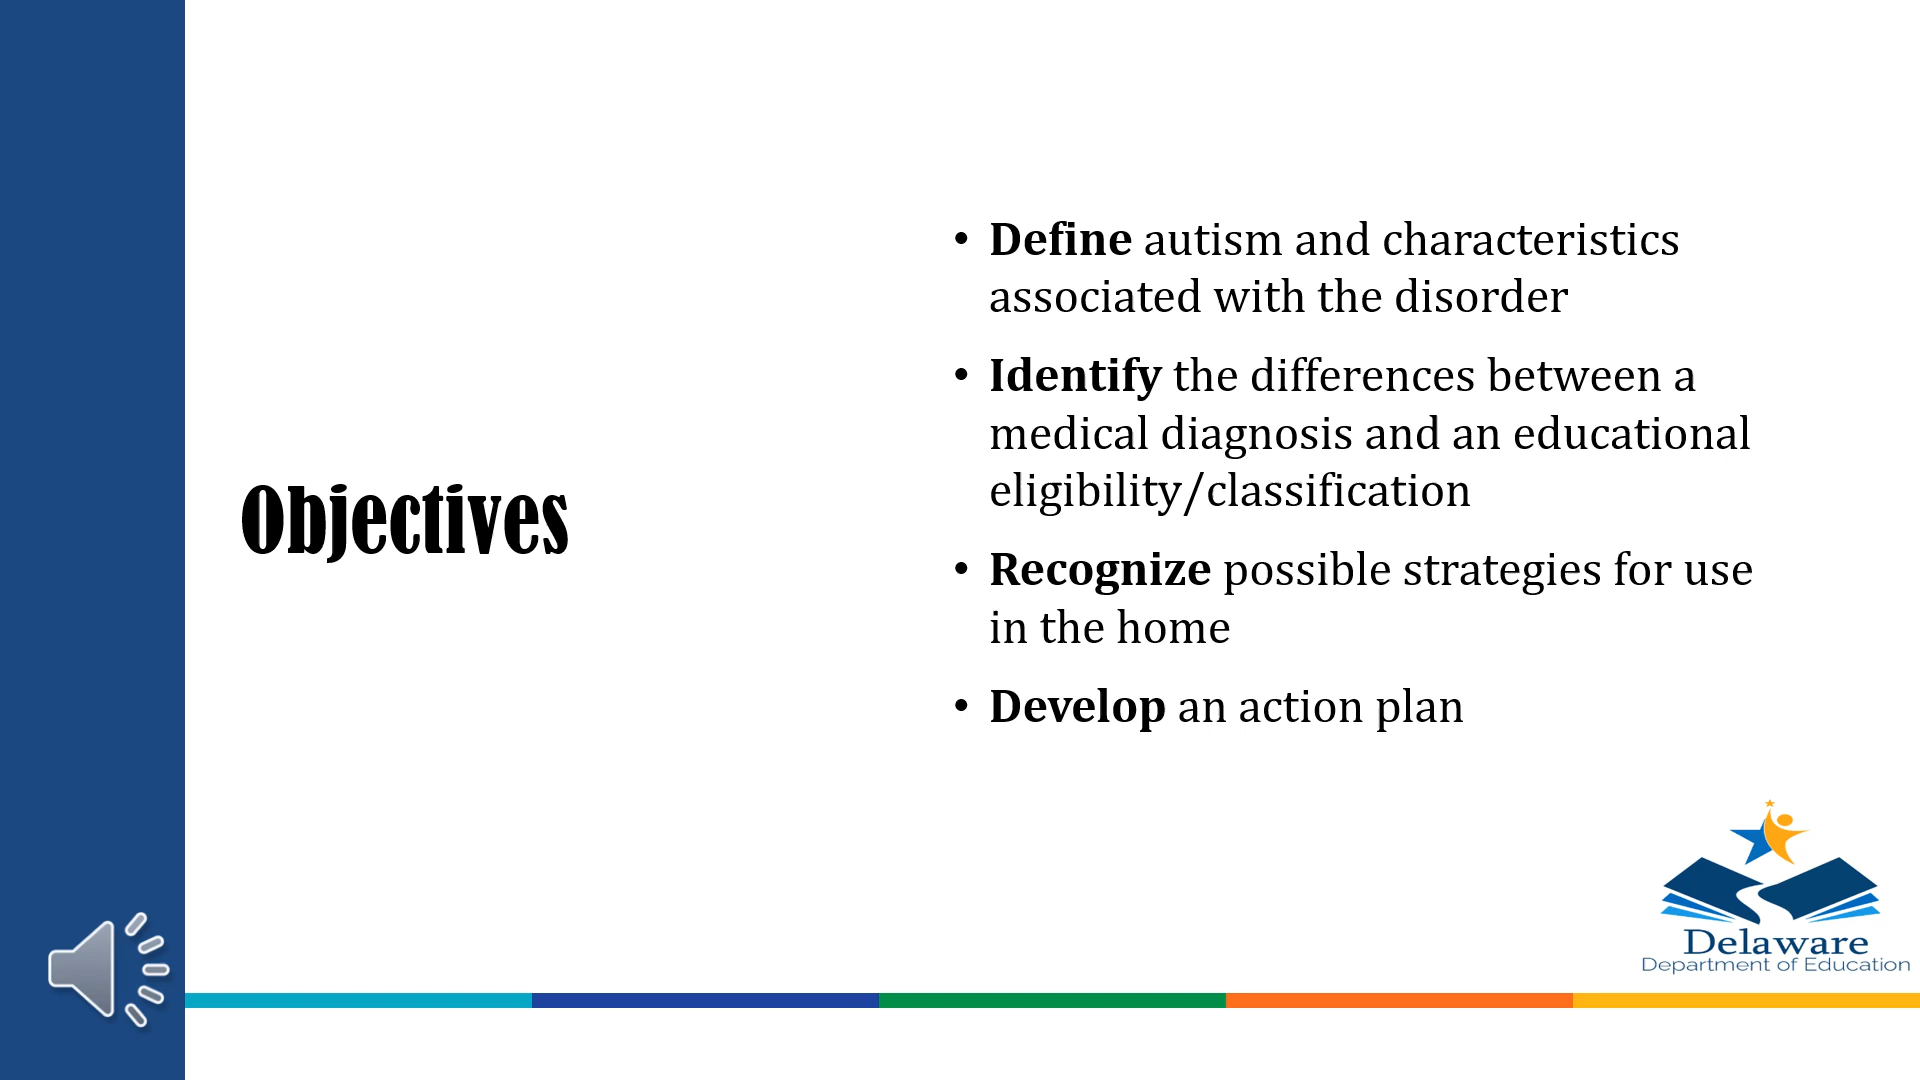 Objectives
• Define autism and characteristics
associated with the disorder
• Identify the differences between a
medical diagnosis and an educational
eligibility/classification
• Recognize possible strategies for use
in the home
• Develop an action plan
Delaware
Department of Education